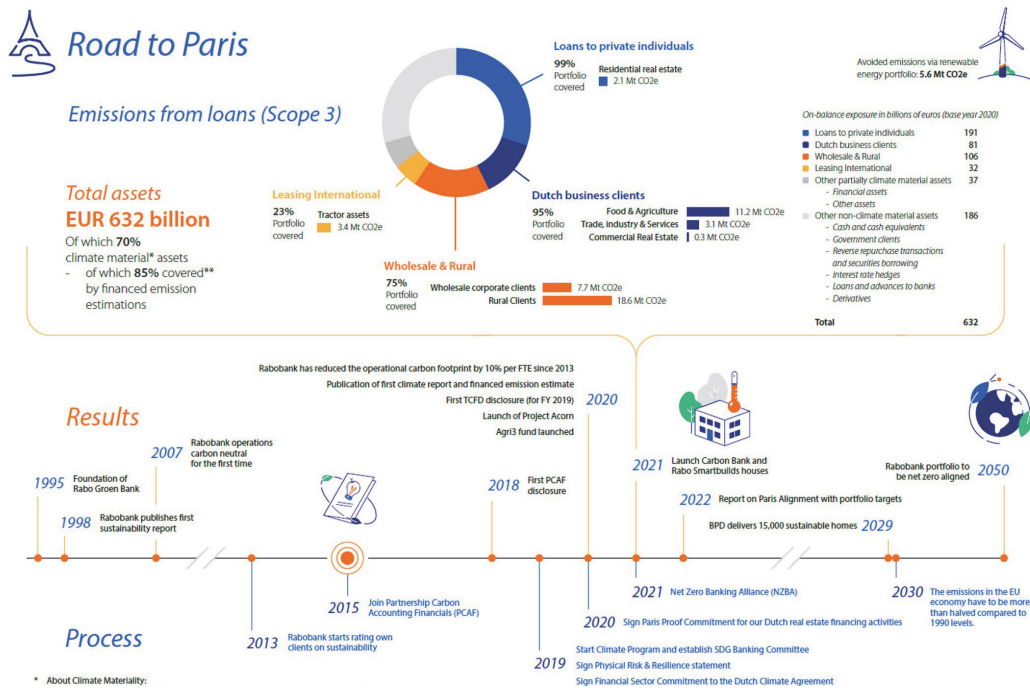 Road to Paris
Emissions from loans (Scope 3)
Total assets
EUR 632 billion
Of which 70%
climate material* assets
- of which 85% covered**
by financed emission
estimations
Loans to private individuals
99%
Portfolio
covered
Residential real estate
2.1 Mt CO2e
Leasing International
23%
Portfolio
covered
Tractor assets
3.4 Mt CO2e
Dutch business clients
95%
Portfolio
covered
Food & Agriculture 11.2 Mt CO2e
Trade, industry & Services 3.1 Mt CO2e
Commercial Real Estate 0.3 Mt CO2e
Wholesale & Rural
75%
Portfolio
covered
Wholesale corporate clients 7.7 Mt CO2e
Rural Clients 18.6 Mt CO2e
Avoided emissions via renewable
energy portfolio: 5.6 Mt CO2e
On-balance exposure in billions of euros (base year 2020)
Loans to private individuals 191
Dutch business clients 81
Wholesale & Rural 106
Leasing International 32
Other partially climate material assets 37
- Financial assets
- Other assets
Other non-climate material assets 186
- Cash and cash equivalents
- Government clients
- Reverse repurchase transactions
and securities borrowing
- Interest rate hedges
- Loans and advances to banks
- Derivatives
Total 632
Results
1995 Foundation of
Rabo Groen Bank
1998 Rabobank publishes first
sustainability report
2007 Rabobank operations
carbon neutral
for the first time
2018 First PCAF
disclosure
Rabobank has reduced the operational carbon footprint by 10% per FTE since 2013
Publication of first climate report and financed emission estimate
First TCFD disclosure (for FY 2019)
2020
Launch of Project Acorn
Agri3 fund launched
2021 Launch Carbon Bank and
Rabo Smartbuilds houses
2022 Report on Paris Alignment with portfolio targets
BPD delivers 15,000 sustainable homes 2029
Rabobank portfolio to
be net zero aligned
2050
Process
2013 Rabobank starts rating own
clients on sustainability
2015 Join Partnership Carbon
Accounting Financials (PCAF)
2019
Start Climate Program and establish SDG Banking Committee
Sign Physical Risk & Resilience statement
Sign Financial Sector Commitment to the Dutch Climate Agreement
2020 Sign Paris Proof Commitment for our Dutch real estate financing activities
2021 Net Zero Banking Alliance (NZBA)
2030 The emissions in the EU
economy have to be more
than halved compared to
1990 levels.
* About Climate Materiality: